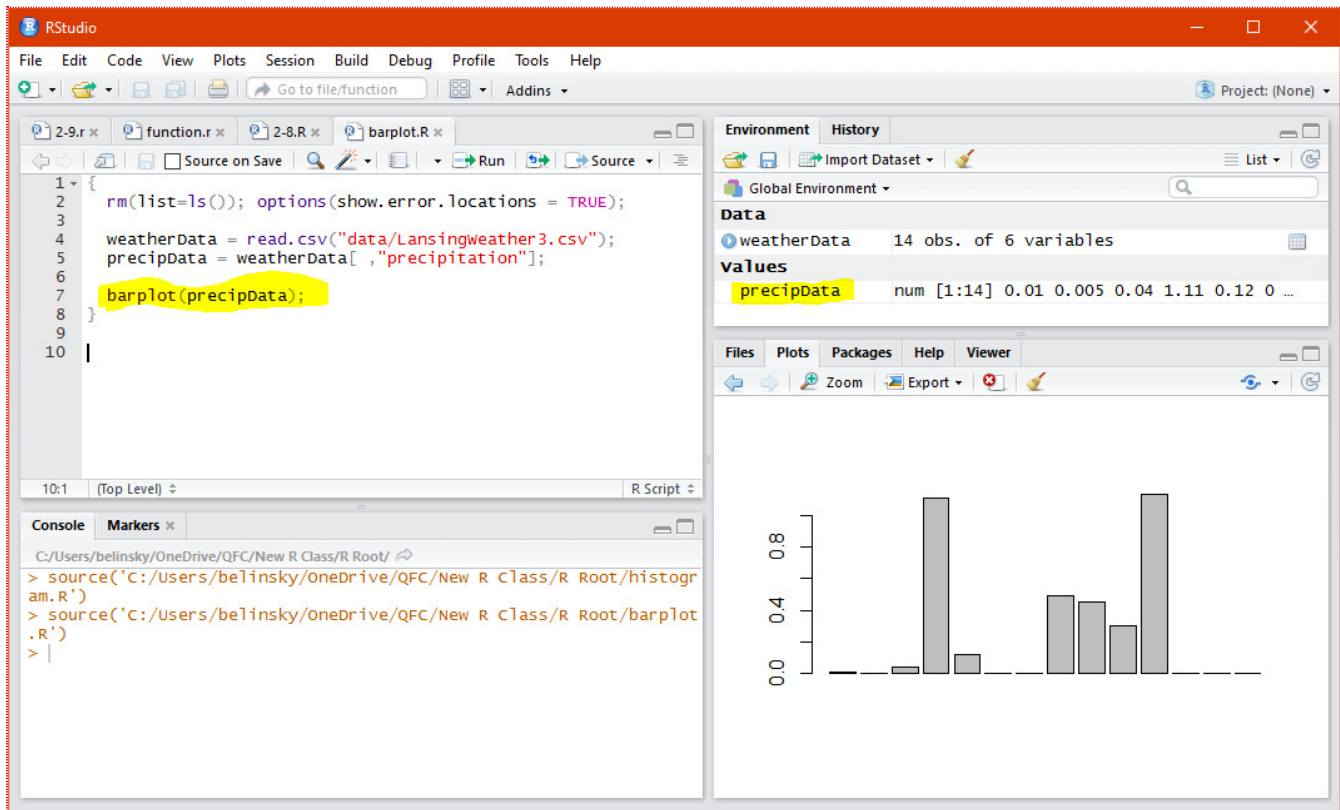 RStudio
File Edit Code View Plots Session Build Debug Profile Tools Help
Go to file/function Addins Project: (None)
2-9.r function.r 2-8.R barplot.R
Source on Save Run Source
1 {
2 rm(list=ls()); options(show.error.locations = TRUE);
3
4 weatherData = read.csv("data/LansingWeather3.csv");
5 precipData = weatherData[ ,"precipitation"];
6
7 barplot(precipData);
8 }
9
10
10:1 (Top Level) R Script
Console Markers
C:/Users/belinsky/OneDrive/QFC/New R Class/R Root/
> source('C:/Users/belinsky/OneDrive/QFC/New R Class/R Root/histogr
am.R')
> source('C:/Users/belinsky/OneDrive/QFC/New R Class/R Root/barplot
.R')
>
Environment History
Import Dataset List
Global Environment
Data
weatherData 14 obs. of 6 variables
Values
precipData num [1:14] 0.01 0.005 0.04 1.11 0.12 0 …
Files Plots Packages Help Viewer
Zoom Export
0.8
0.4
0.0